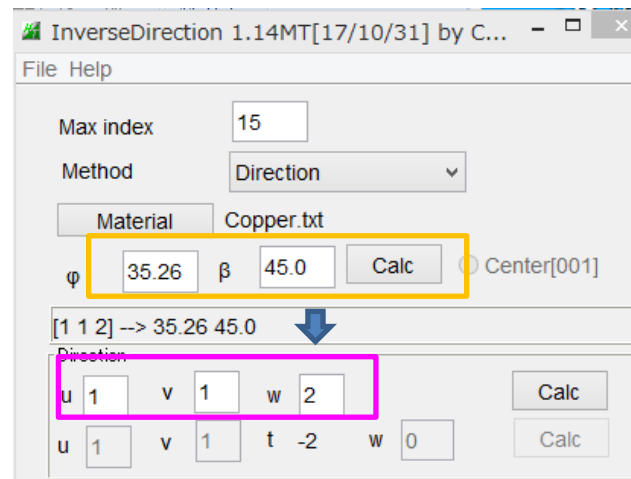 InverseDirection 1.14MT[17/10/31] by C...
File Help
Max index 15
Method Direction
Material Copper.txt
φ 35.26 β 45.0 Calc Center[001]
[1 1 2] --> 35.26 45.0
Direction
u 1 v 1 w 2 Calc
u 1 v 1 t -2 w 0 Calc